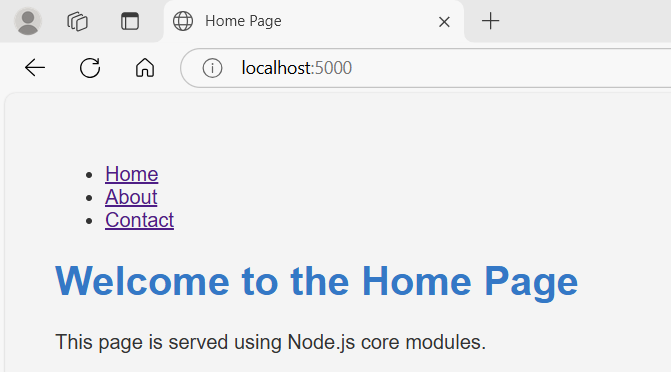 Home Page
localhost:5000
Home
About
Contact
Welcome to the Home Page
This page is served using Node.js core modules.